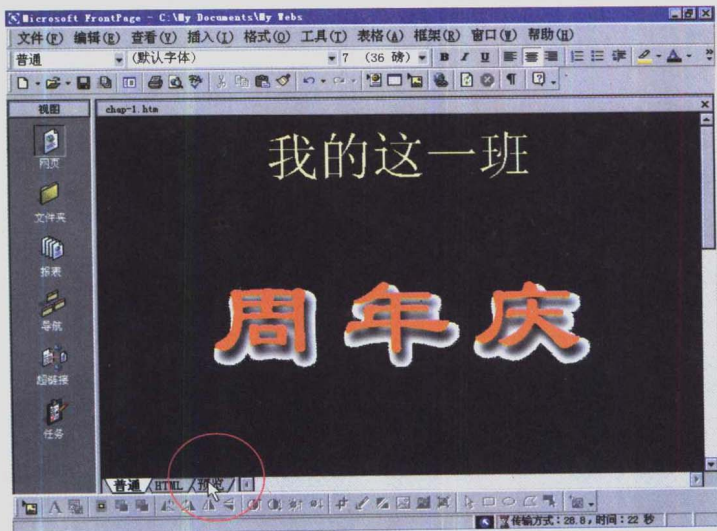 Microsoft FrontPage - C:\My Documents\My Webs
文件(F) 编辑(E) 查看(V) 插入(I) 格式(O) 工具(T) 表格(A) 框架(R) 窗口(W) 帮助(H)
普通 (默认字体) 7 (36 磅) B I U
视图
chap-1.htm
我的这一班
网页
文件夹
报表
周年庆
导航
超链接
任务
普通 HTML 预览
传输方式：28.8，时间：22 秒